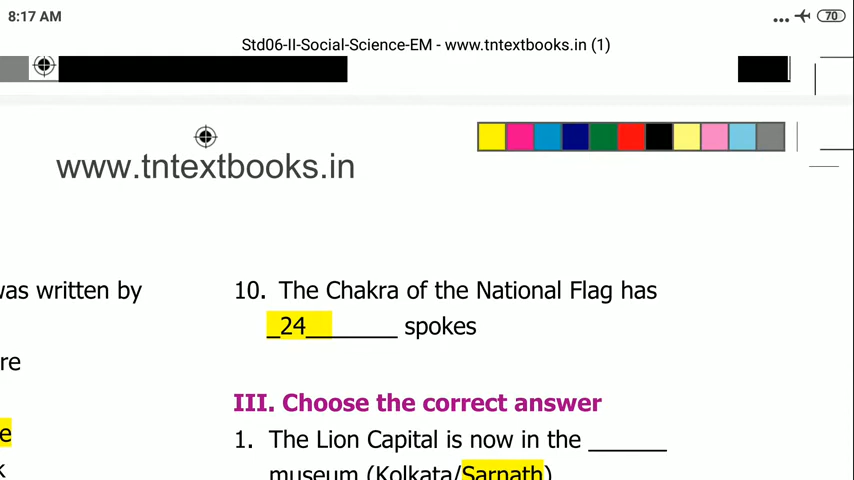 8:17 AM
70
Std06-II-Social-Science-EM - www.tntextbooks.in (1)
www.tntextbooks.in
was written by
re
e
k
10. The Chakra of the National Flag has
_24________ spokes
III. Choose the correct answer
1. The Lion Capital is now in the ______
museum (Kolkata/Sarnath)